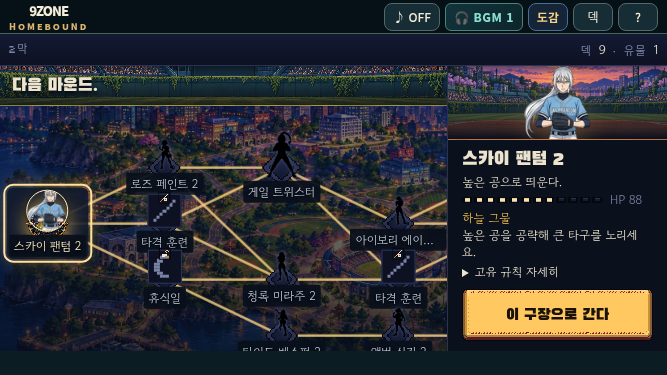 9ZONE
HOMEBOUND
♪ OFF
🎧 BGM 1
도감
덱
?
2막
덱 9 · 유물 1
다음 마운드.
로즈 페인트 2
게일 트위스터
스카이 팬텀 2
타격 훈련
아이보리 에이…
휴식일
청록 미라주 2
타격 훈련
스카이 팬텀 2
높은 공으로 띄운다.
HP 88
하늘 그물
높은 공을 공략해 큰 타구를 노리세
요.
▶ 고유 규칙 자세히
이 구장으로 간다